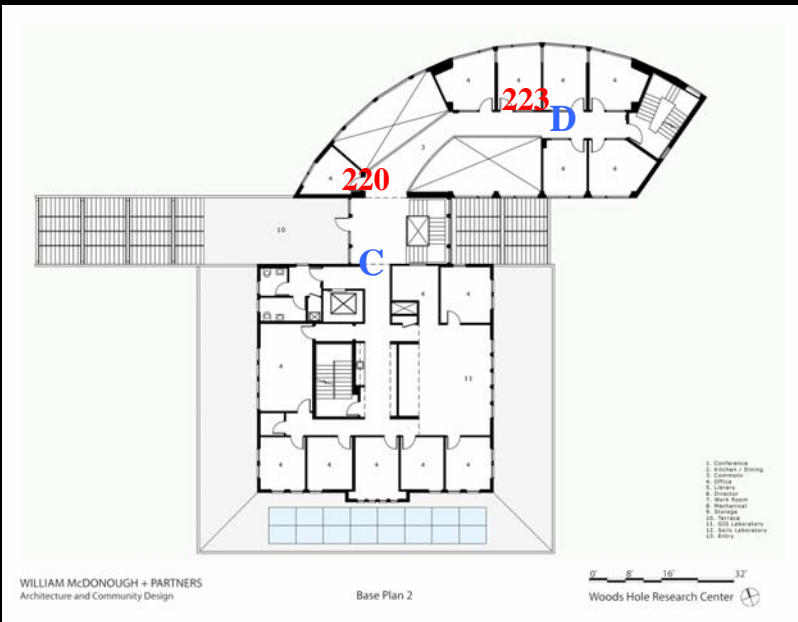 4 4 4 4
223
D
3
4
220
4 4
10
C
4 4
4
11
4 4 4 4 4
1. Conference
2. Kitchen / Dining
3. Commons
4. Office
5. Library
6. Director
7. Work Room
8. Mechanical
9. Storage
10. Terrace
11. GIS Laboratory
12. Soils Laboratory
13. Entry
WILLIAM McDONOUGH + PARTNERS
Architecture and Community Design
Base Plan 2
0' 8' 16' 32'
Woods Hole Research Center